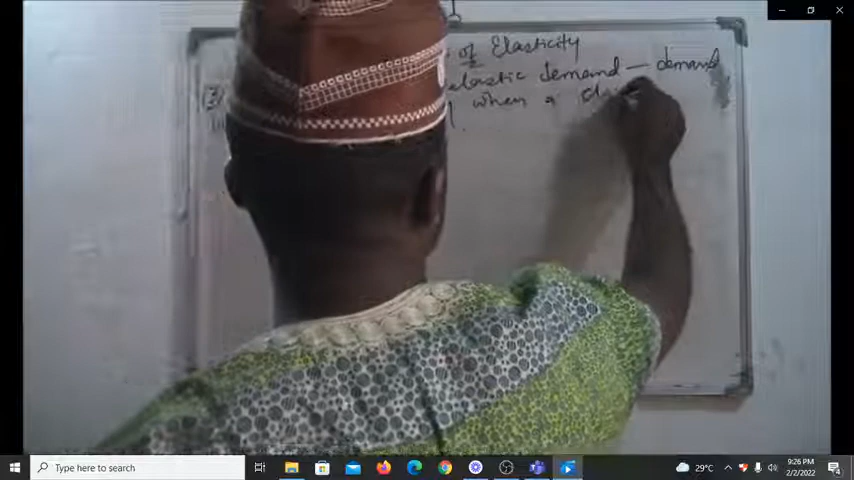 of Elasticity
elastic demand — demand
when a
Type here to search
29°C
9:26 PM
2/2/2022